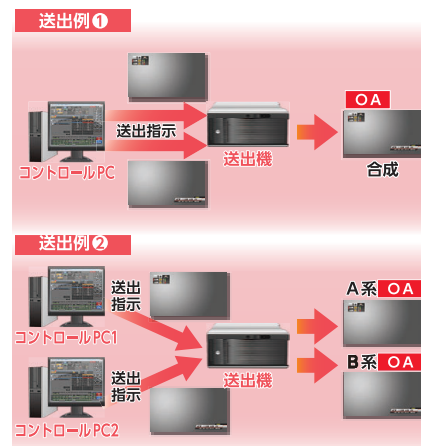 送出例❶
OA
送出指示
送出機
コントロールPC
合成
送出例❷
送出
指示
A系 OA
コントロールPC1
送出機
B系 OA
送出
指示
コントロールPC2